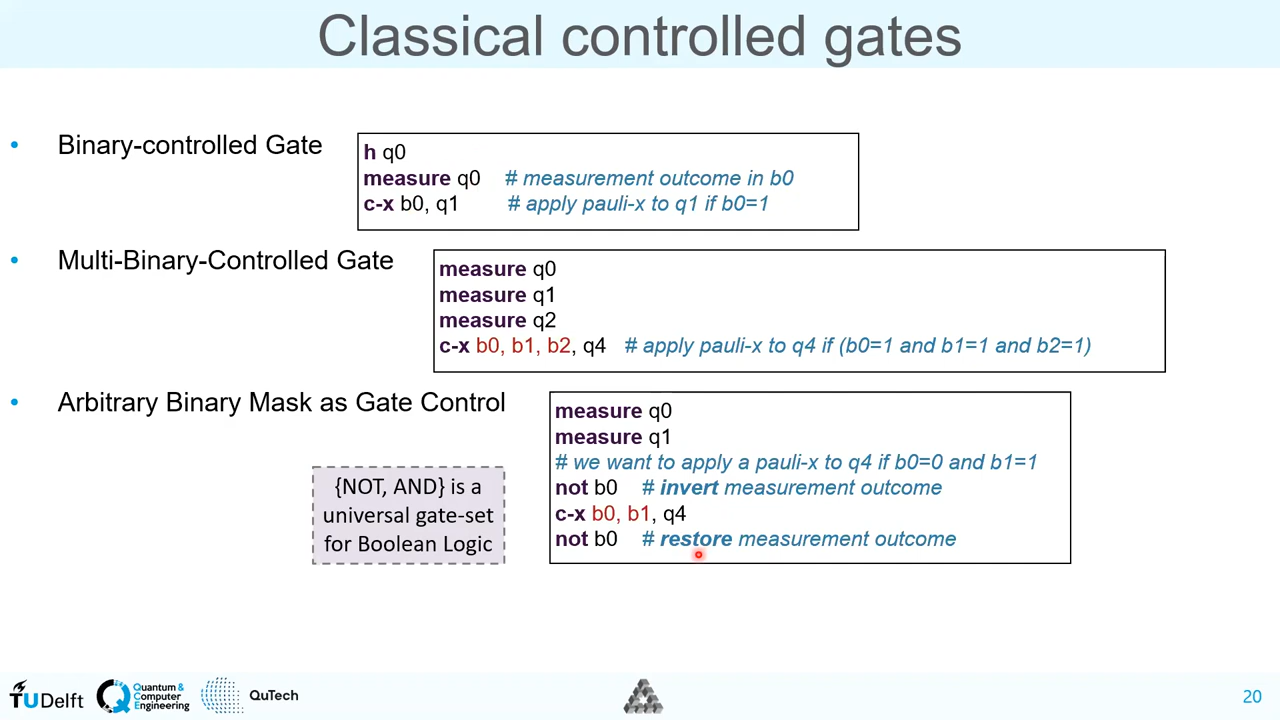 Classical controlled gates
• Binary-controlled Gate
h q0
measure q0 # measurement outcome in b0
c-x b0, q1 # apply pauli-x to q1 if b0=1
• Multi-Binary-Controlled Gate
measure q0
measure q1
measure q2
c-x b0, b1, b2, q4 # apply pauli-x to q4 if (b0=1 and b1=1 and b2=1)
• Arbitrary Binary Mask as Gate Control
measure q0
measure q1
# we want to apply a pauli-x to q4 if b0=0 and b1=1
not b0 # invert measurement outcome
c-x b0, b1, q4
not b0 # restore measurement outcome
{NOT, AND} is a
universal gate-set
for Boolean Logic
TUDelft
Quantum &
Computer
Engineering
QuTech
20